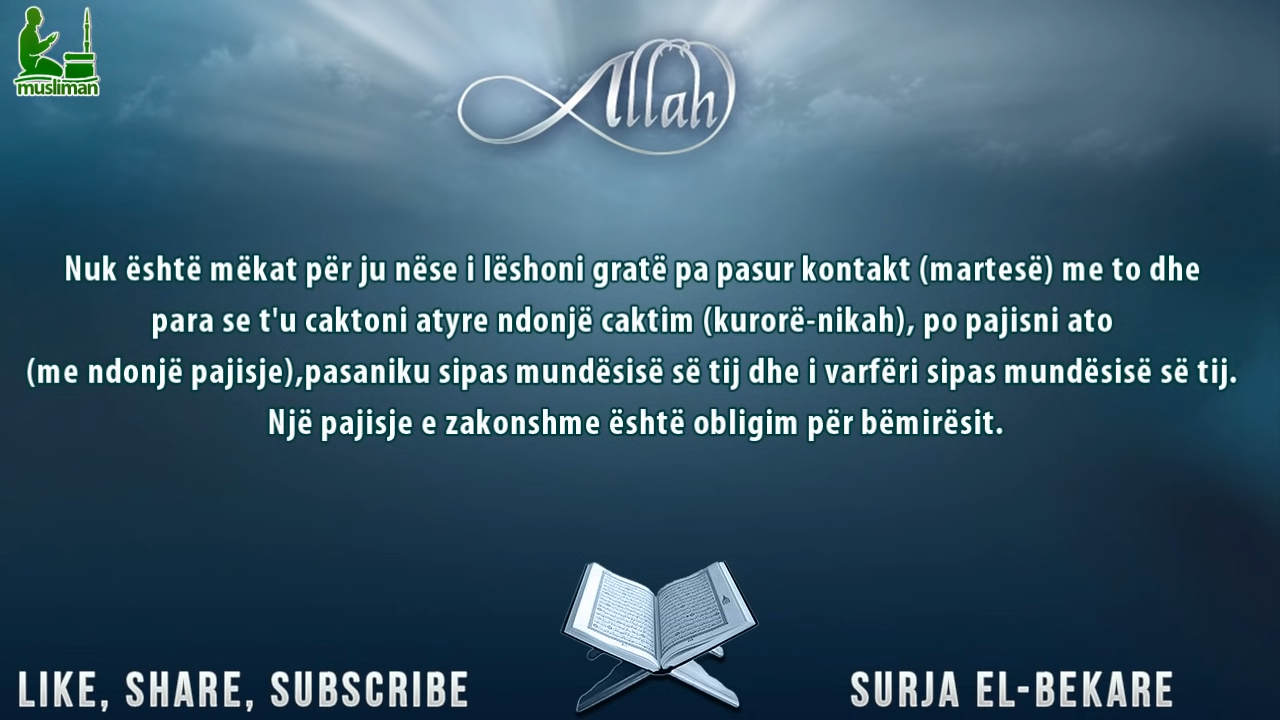 musliman
Allah
Nuk është mëkat për ju nëse i lëshoni gratë pa pasur kontakt (martesë) me to dhe
para se t'u caktoni atyre ndonjë caktim (kurorë-nikah), po pajisni ato
(me ndonjë pajisje),pasaniku sipas mundësisë së tij dhe i varfëri sipas mundësisë së tij.
Një pajisje e zakonshme është obligim për bëmirësit.
LIKE, SHARE, SUBSCRIBE
SURJA EL-BEKARE